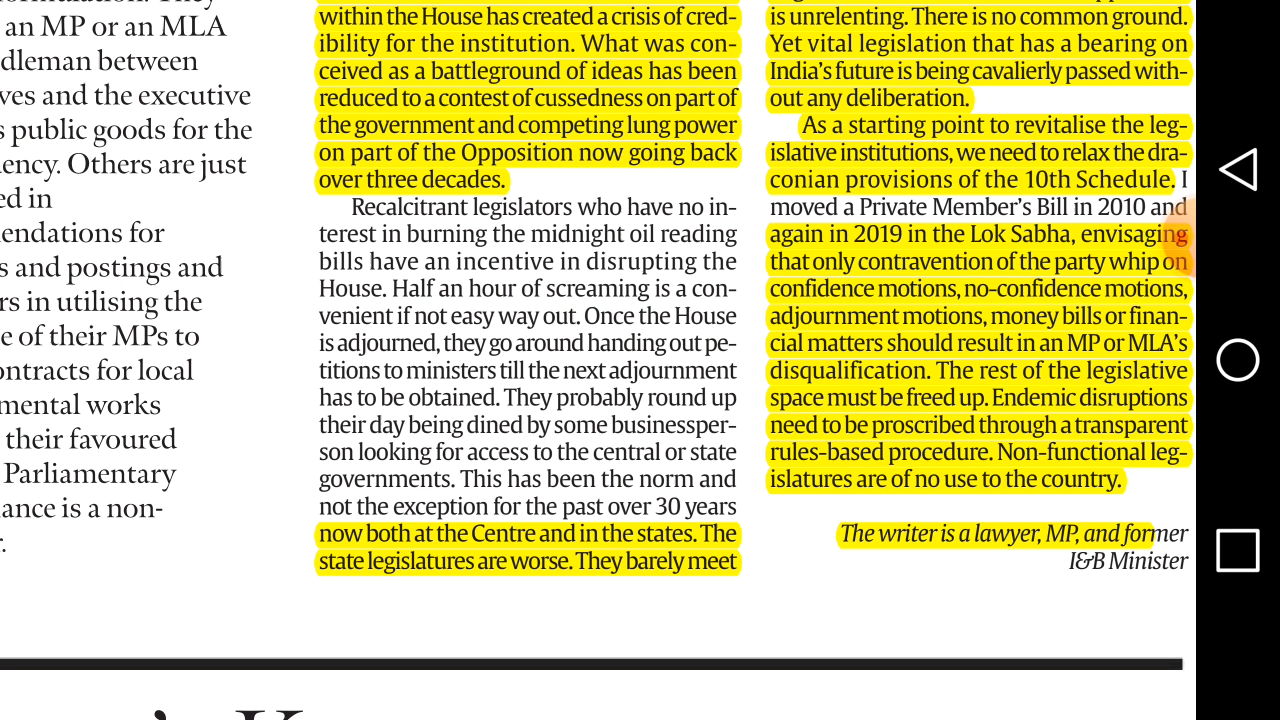 an MP or an MLA
dleman between
ves and the executive
s public goods for the
ency. Others are just
ed in
endations for
s and postings and
rs in utilising the
e of their MPs to
ontracts for local
mental works
their favoured
Parliamentary
ance is a non-
r.
within the House has created a crisis of cred-
ibility for the institution. What was con-
ceived as a battleground of ideas has been
reduced to a contest of cussedness on part of
the government and competing lung power
on part of the Opposition now going back
over three decades.
Recalcitrant legislators who have no in-
terest in burning the midnight oil reading
bills have an incentive in disrupting the
House. Half an hour of screaming is a con-
venient if not easy way out. Once the House
is adjourned, they go around handing out pe-
titions to ministers till the next adjournment
has to be obtained. They probably round up
their day being dined by some businessper-
son looking for access to the central or state
governments. This has been the norm and
not the exception for the past over 30 years
now both at the Centre and in the states. The
state legislatures are worse. They barely meet
is unrelenting. There is no common ground.
Yet vital legislation that has a bearing on
India's future is being cavalierly passed with-
out any deliberation.
As a starting point to revitalise the leg-
islative institutions, we need to relax the dra-
conian provisions of the 10th Schedule. I
moved a Private Member's Bill in 2010 and
again in 2019 in the Lok Sabha, envisaging
that only contravention of the party whip on
confidence motions, no-confidence motions,
adjournment motions, money bills or finan-
cial matters should result in an MP or MLA's
disqualification. The rest of the legislative
space must be freed up. Endemic disruptions
need to be proscribed through a transparent
rules-based procedure. Non-functional leg-
islatures are of no use to the country.
The writer is a lawyer, MP, and former
I&B Minister